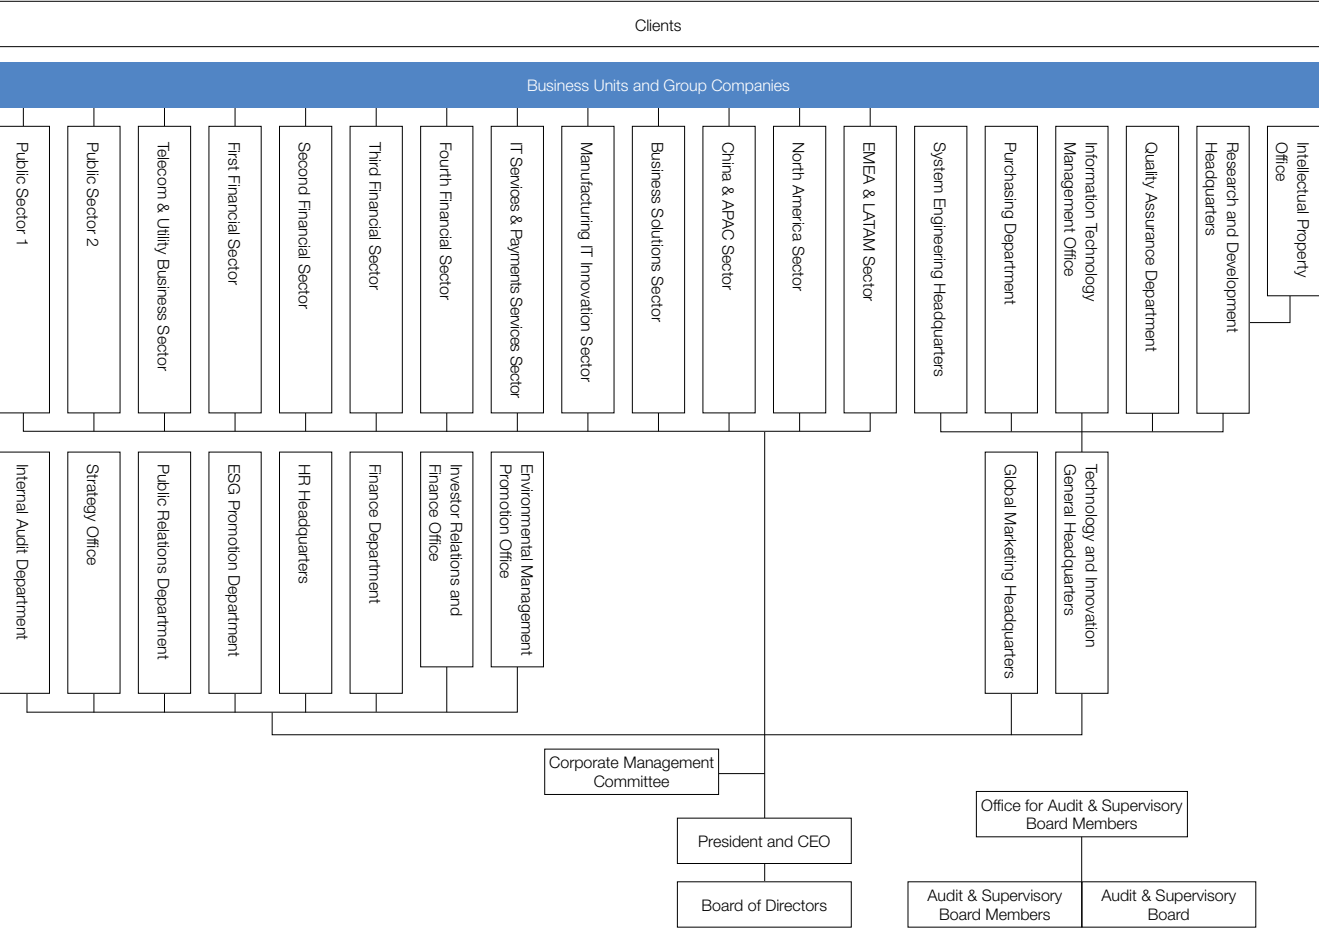 Clients
Business Units and Group Companies
Public Sector 1
Public Sector 2
Telecom & Utility Business Sector
First Financial Sector
Second Financial Sector
Third Financial Sector
Fourth Financial Sector
IT Services & Payments Services Sector
Manufacturing IT Innovation Sector
Business Solutions Sector
China & APAC Sector
North America Sector
EMEA & LATAM Sector
System Engineering Headquarters
Purchasing Department
Information Technology
Management Office
Quality Assurance Department
Research and Development
Headquarters
Intellectual Property
Office
Internal Audit Department
Strategy Office
Public Relations Department
ESG Promotion Department
HR Headquarters
Finance Department
Investor Relations and
Finance Office
Environmental Management
Promotion Office
Global Marketing Headquarters
Technology and Innovation
General Headquarters
Corporate Management
Committee
Office for Audit & Supervisory
Board Members
President and CEO
Board of Directors
Audit & Supervisory
Board Members
Audit & Supervisory
Board